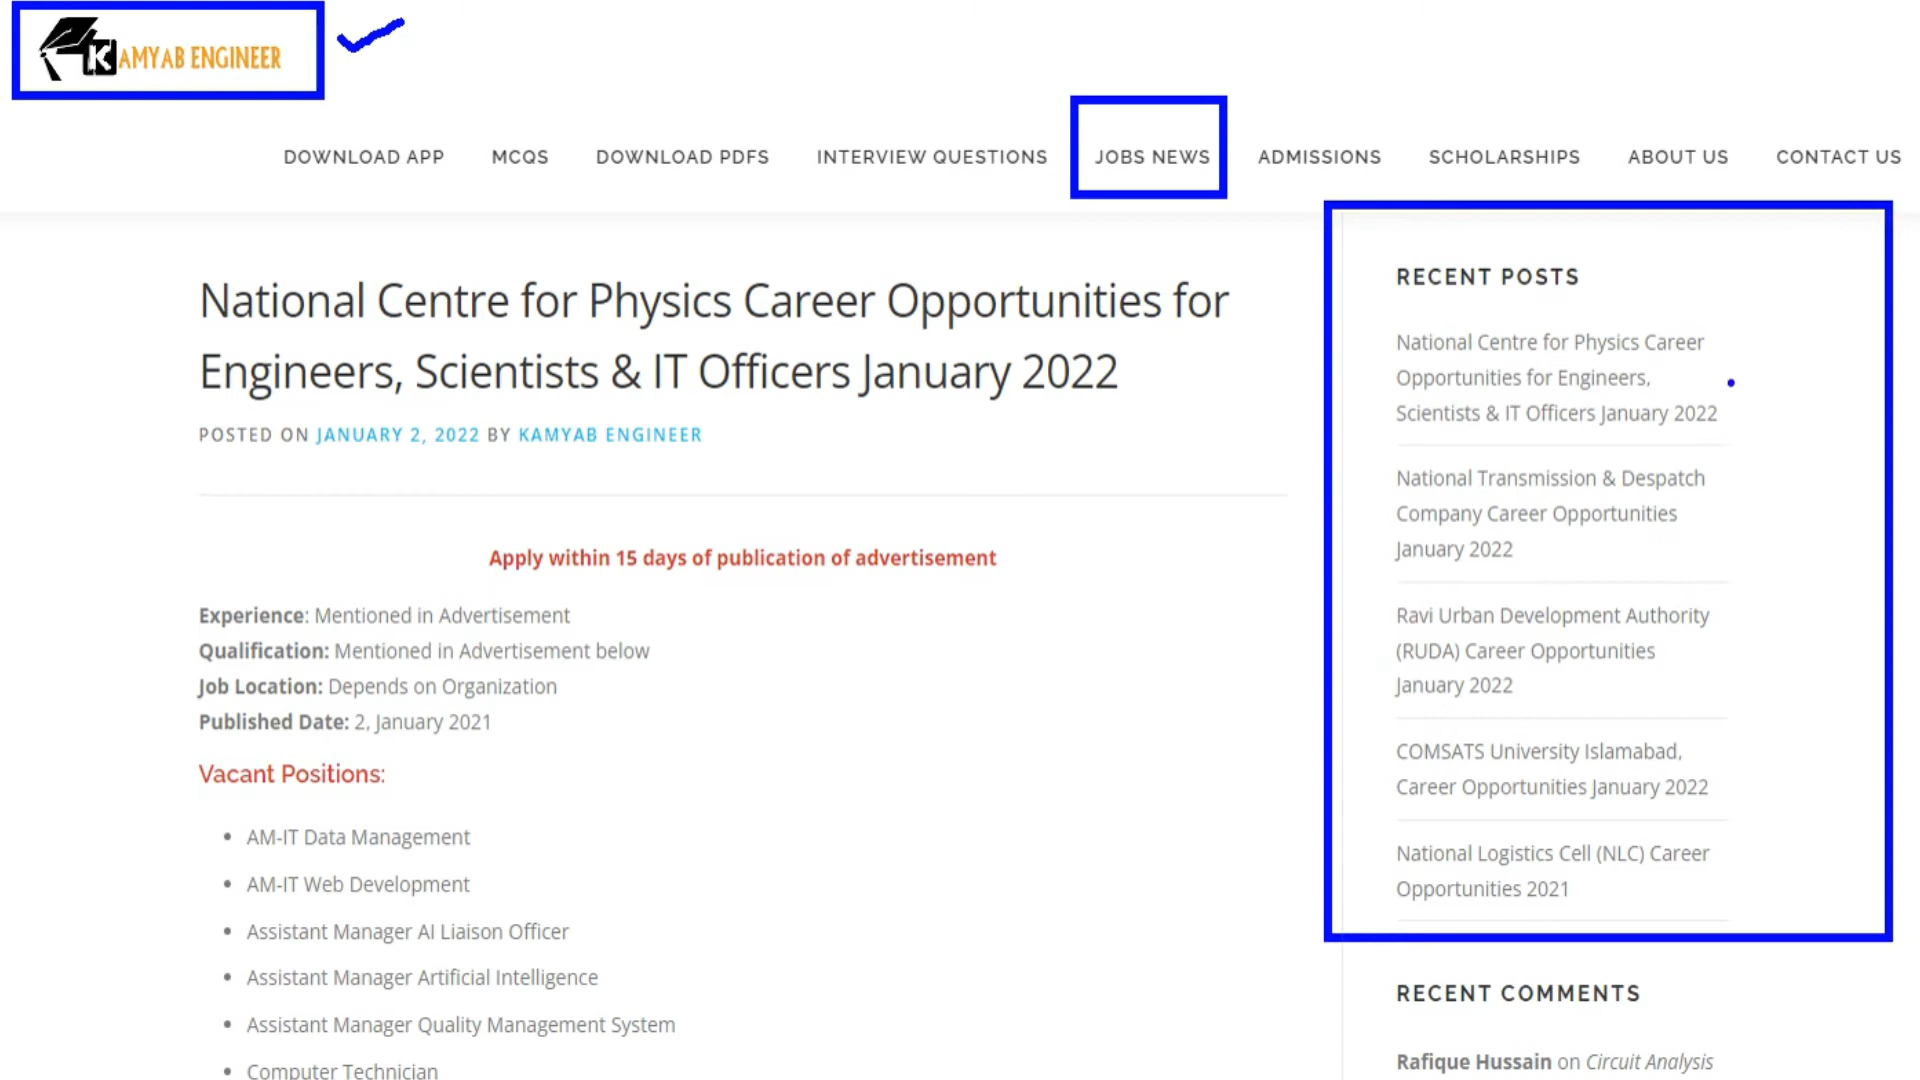 KAMYAB ENGINEER
DOWNLOAD APP MCQS DOWNLOAD PDFS INTERVIEW QUESTIONS JOBS NEWS ADMISSIONS SCHOLARSHIPS ABOUT US CONTACT US
National Centre for Physics Career Opportunities for
Engineers, Scientists & IT Officers January 2022
POSTED ON JANUARY 2, 2022 BY KAMYAB ENGINEER
Apply within 15 days of publication of advertisement
Experience: Mentioned in Advertisement
Qualification: Mentioned in Advertisement below
Job Location: Depends on Organization
Published Date: 2, January 2021
Vacant Positions:
• AM-IT Data Management
• AM-IT Web Development
• Assistant Manager AI Liaison Officer
• Assistant Manager Artificial Intelligence
• Assistant Manager Quality Management System
• Computer Technician
RECENT POSTS
National Centre for Physics Career
Opportunities for Engineers,
Scientists & IT Officers January 2022
National Transmission & Despatch
Company Career Opportunities
January 2022
Ravi Urban Development Authority
(RUDA) Career Opportunities
January 2022
COMSATS University Islamabad,
Career Opportunities January 2022
National Logistics Cell (NLC) Career
Opportunities 2021
RECENT COMMENTS
Rafique Hussain on Circuit Analysis